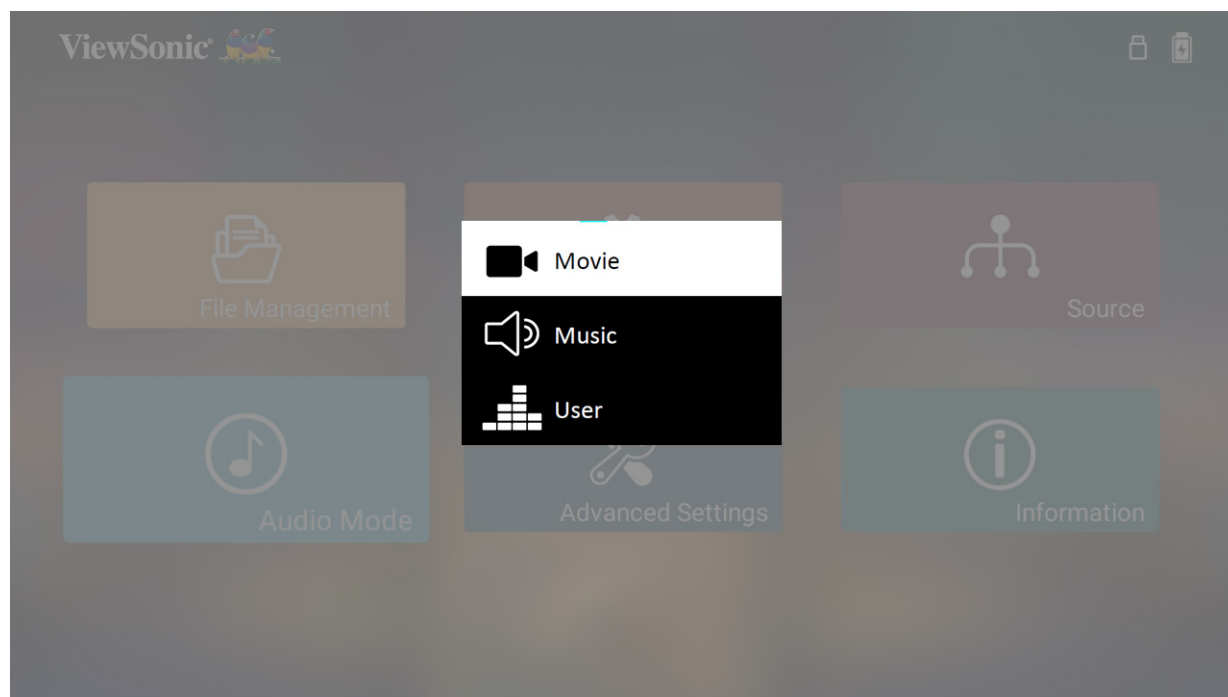 ViewSonic®
File Management
Source
Movie
Music
User
Audio Mode
Advanced Settings
Information